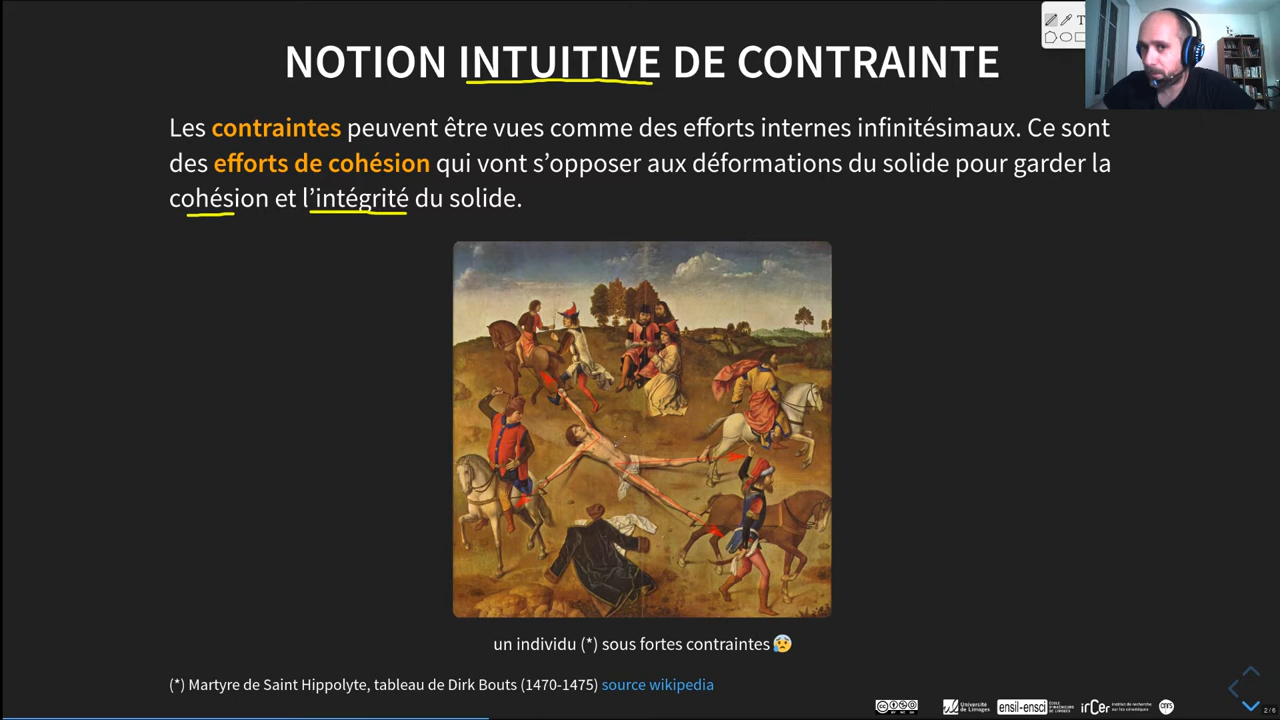 NOTION INTUITIVE DE CONTRAINTE
T
Les contraintes peuvent être vues comme des efforts internes infinitésimaux. Ce sont
des efforts de cohésion qui vont s’opposer aux déformations du solide pour garder la
cohésion et l’intégrité du solide.
un individu (*) sous fortes contraintes 😰
(*) Martyre de Saint Hippolyte, tableau de Dirk Bouts (1470-1475) source wikipedia
Université de Limoges
ensil-ensci
irCer
cnrs
2/6